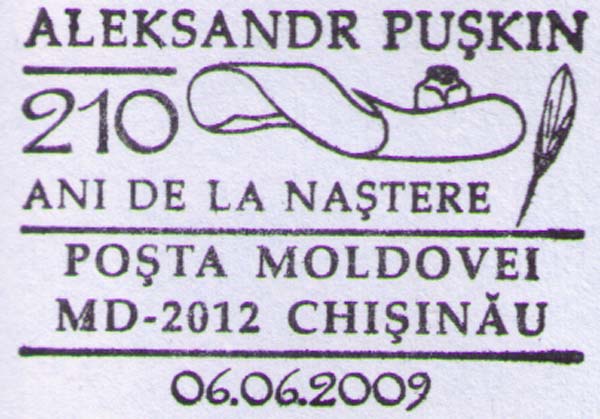 ALEKSANDR PUŞKIN
210
ANI DE LA NAŞTERE
POŞTA MOLDOVEI
MD-2012 CHIŞINĂU
06.06.2009